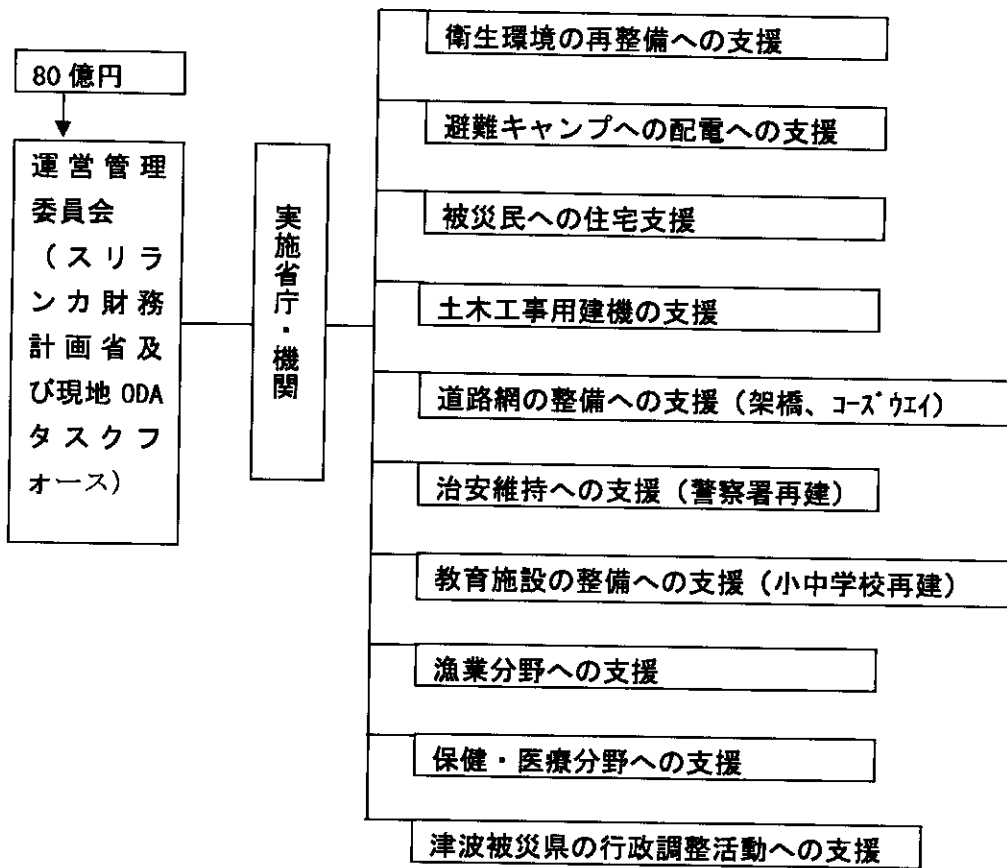 80億円
運営管理
委員会
（スリラ
ンカ財務
計画省及
び現地ODA
タスクフ
ォース）
実施省庁・機関
衛生環境の再整備への支援
避難キャンプへの配電への支援
被災民への住宅支援
土木工事用建機の支援
道路網の整備への支援（架橋、ｺｰｽﾞｳｴｲ）
治安維持への支援（警察署再建）
教育施設の整備への支援（小中学校再建）
漁業分野への支援
保健・医療分野への支援
津波被災県の行政調整活動への支援